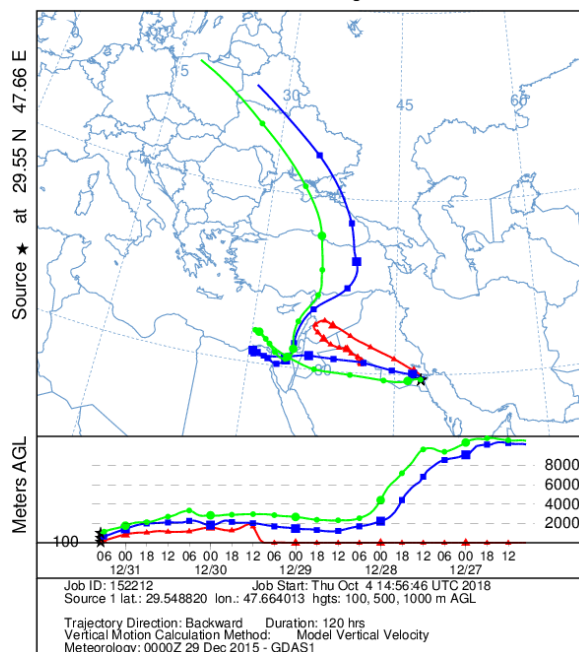 5
30
45
60
30
Source ★ at 29.55 N 47.66 E
Meters AGL
8000
6000
4000
2000
100
06 00 18 12 06 00 18 12 06 00 18 12 06 00 18 12 06 00 18 12
12/31 12/30 12/29 12/28 12/27
Job ID: 152212 Job Start: Thu Oct 4 14:56:46 UTC 2018
Source 1 lat.: 29.548820 lon.: 47.664013 hgts: 100, 500, 1000 m AGL
Trajectory Direction: Backward Duration: 120 hrs
Vertical Motion Calculation Method: Model Vertical Velocity
Meteorology: 0000Z 29 Dec 2015 - GDAS1